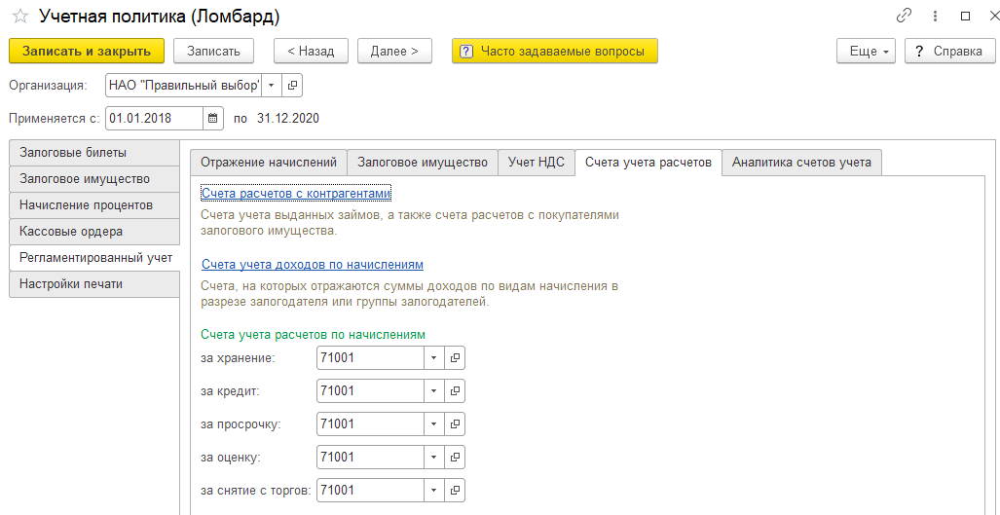 Учетная политика (Ломбард)
Записать и закрыть
Записать
< Назад
Далее >
? Часто задаваемые вопросы
Еще
? Справка
Организация: НАО "Правильный выбор"
Применяется с: 01.01.2018 по 31.12.2020
Залоговые билеты
Залоговое имущество
Начисление процентов
Кассовые ордера
Регламентированный учет
Настройки печати
Отражение начислений
Залоговое имущество
Учет НДС
Счета учета расчетов
Аналитика счетов учета
Счета расчетов с контрагентами
Счета учета выданных займов, а также счета расчетов с покупателями
залогового имущества.
Счета учета доходов по начислениям
Счета, на которых отражаются суммы доходов по видам начисления в
разрезе залогодателя или группы залогодателей.
Счета учета расчетов по начислениям
за хранение: 71001
за кредит: 71001
за просрочку: 71001
за оценку: 71001
за снятие с торгов: 71001